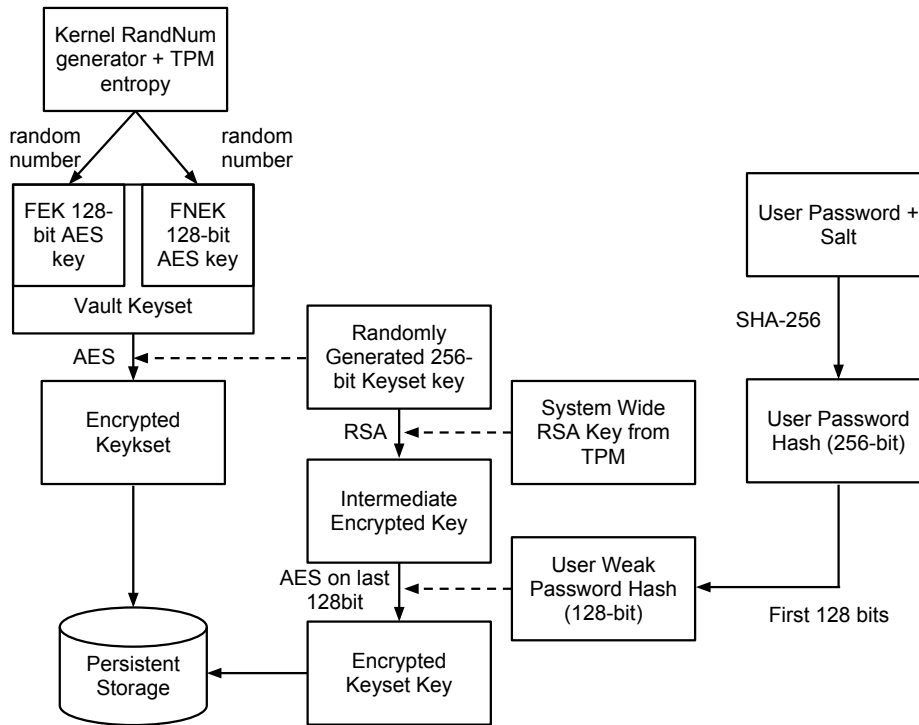 Kernel RandNum
generator + TPM
entropy
random
number
random
number
FEK 128-
bit AES
key
FNEK
128-bit
AES key
Vault Keyset
User Password +
Salt
SHA-256
AES
Randomly
Generated 256-
bit Keyset key
Encrypted
Keykset
RSA
System Wide
RSA Key from
TPM
User Password
Hash (256-bit)
Intermediate
Encrypted Key
AES on last
128bit
User Weak
Password Hash
(128-bit)
First 128 bits
Persistent
Storage
Encrypted
Keyset Key